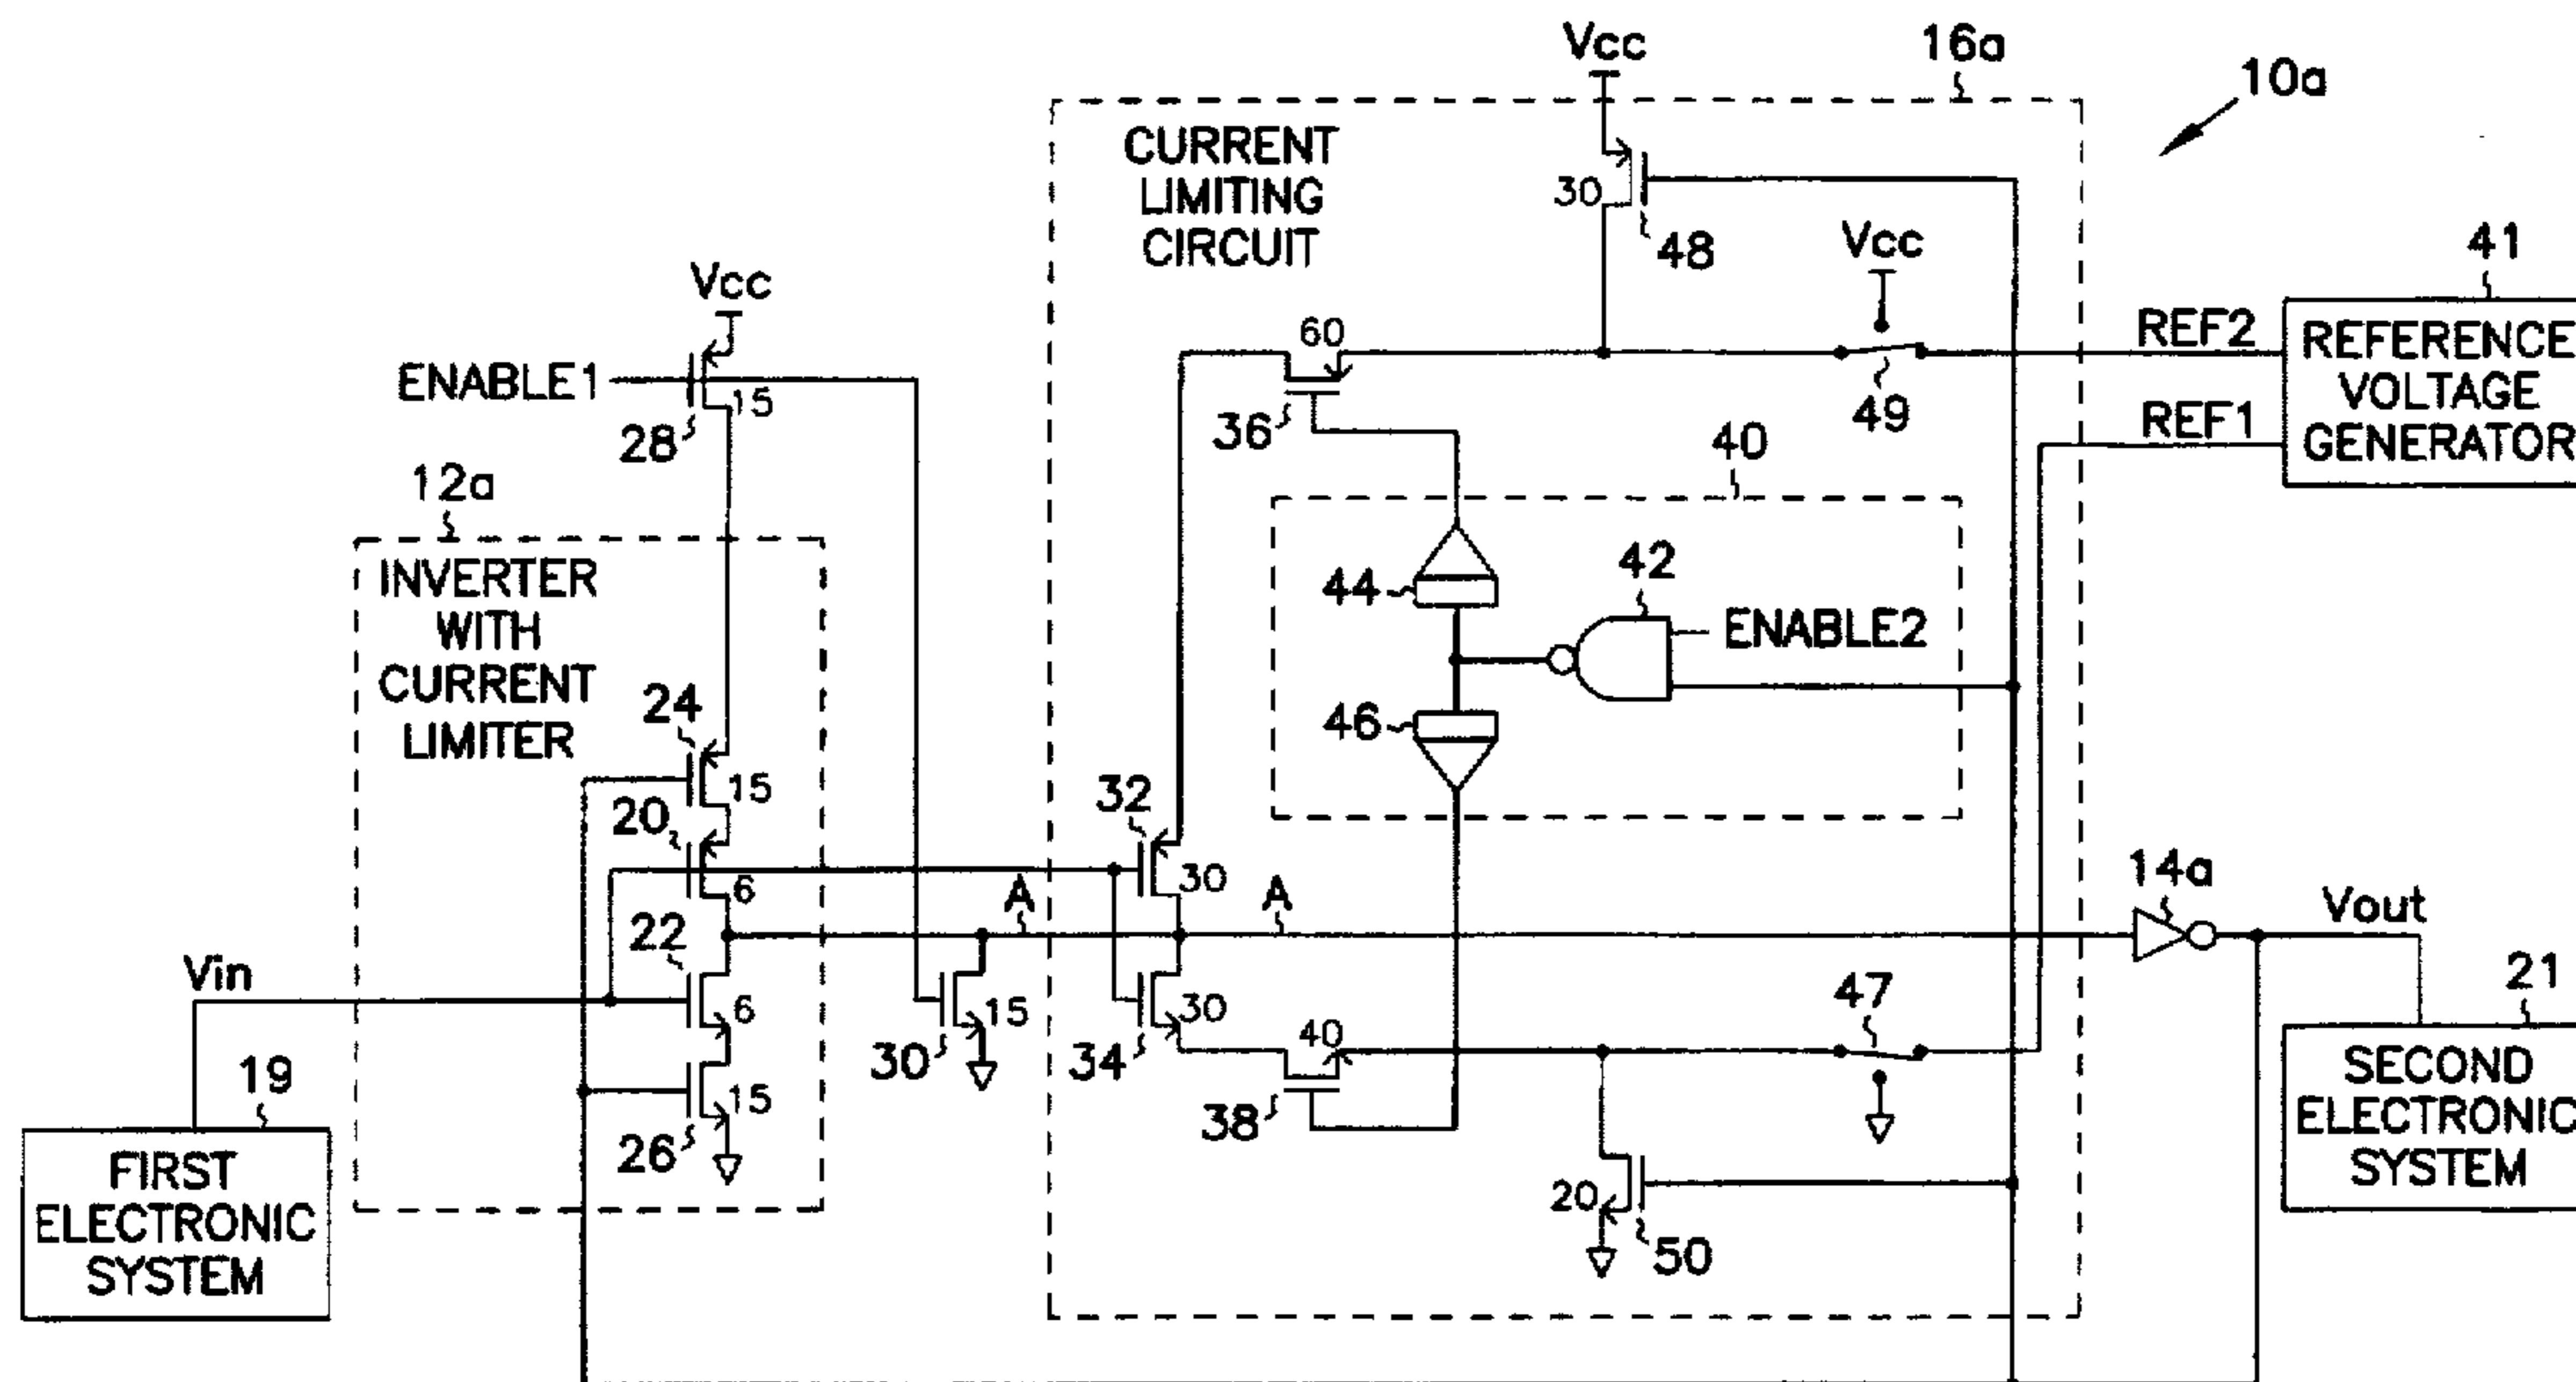 Vcc
16a
10a
CURRENT
LIMITING
CIRCUIT
30
48
Vcc
41
Vcc
60
REF2
REFERENCE
VOLTAGE
GENERATOR
ENABLE1
15
28
36
49
REF1
40
12a
INVERTER
WITH
CURRENT
LIMITER
44
42
ENABLE2
46
24
15
20
6
32
30
A
A
14a
Vout
22
6
Vin
30
15
34
30
40
47
21
SECOND
ELECTRONIC
SYSTEM
19
FIRST
ELECTRONIC
SYSTEM
15
26
38
20
50